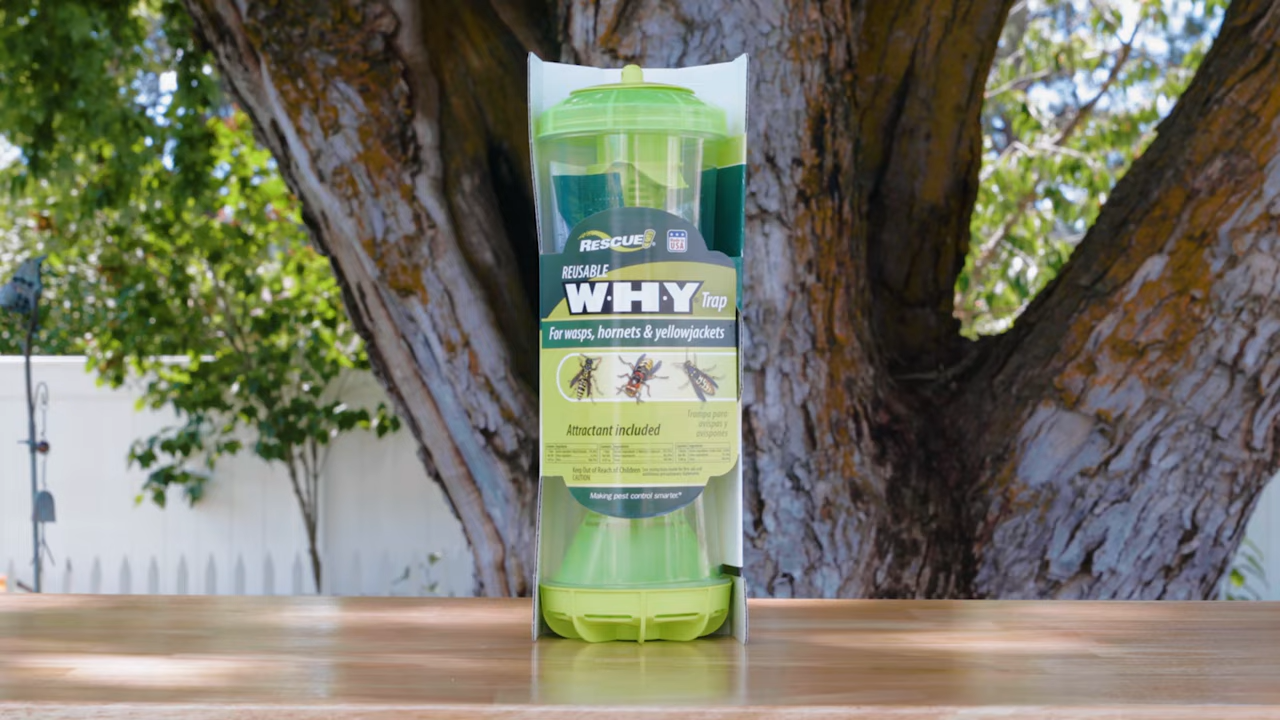 RESCUE!
USA
REUSABLE
W·H·Y Trap
For wasps, hornets & yellowjackets
Trampa para
avispas y
avispones
Attractant included
Keep Out of Reach of Children
CAUTION
Making pest control smarter.